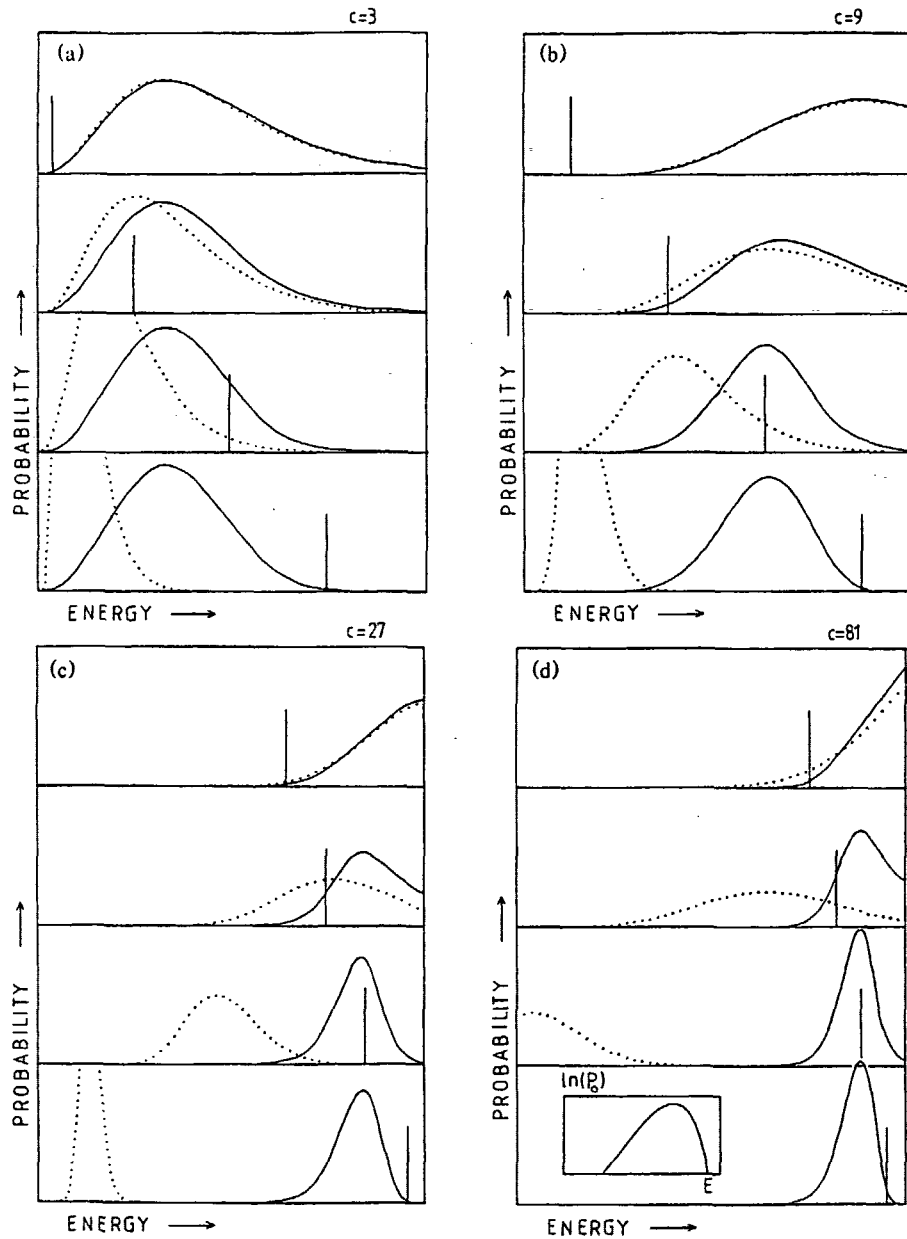 c=3
(a)
PROBABILITY
ENERGY
c=9
(b)
PROBABILITY
ENERGY
c=27
(c)
PROBABILITY
ENERGY
c=81
(d)
PROBABILITY
ln(P₀)
E
ENERGY